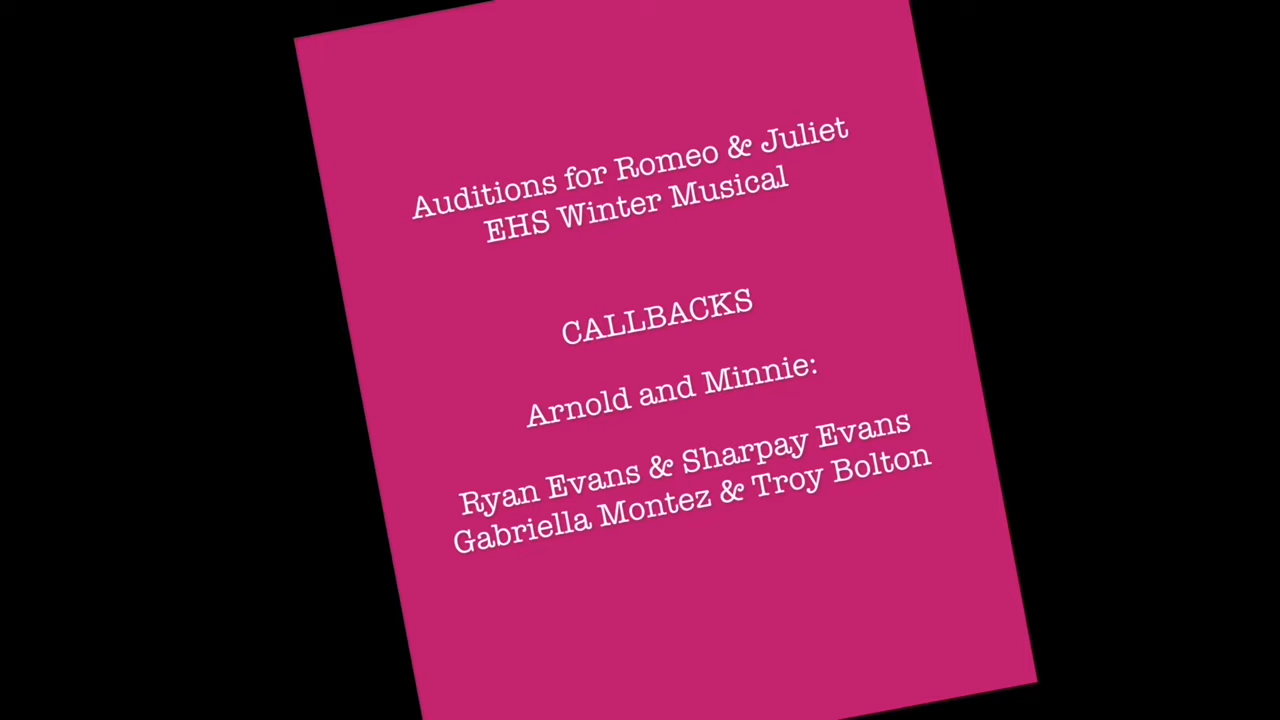 Auditions for Romeo & Juliet
EHS Winter Musical
CALLBACKS
Arnold and Minnie:
Ryan Evans & Sharpay Evans
Gabriella Montez & Troy Bolton